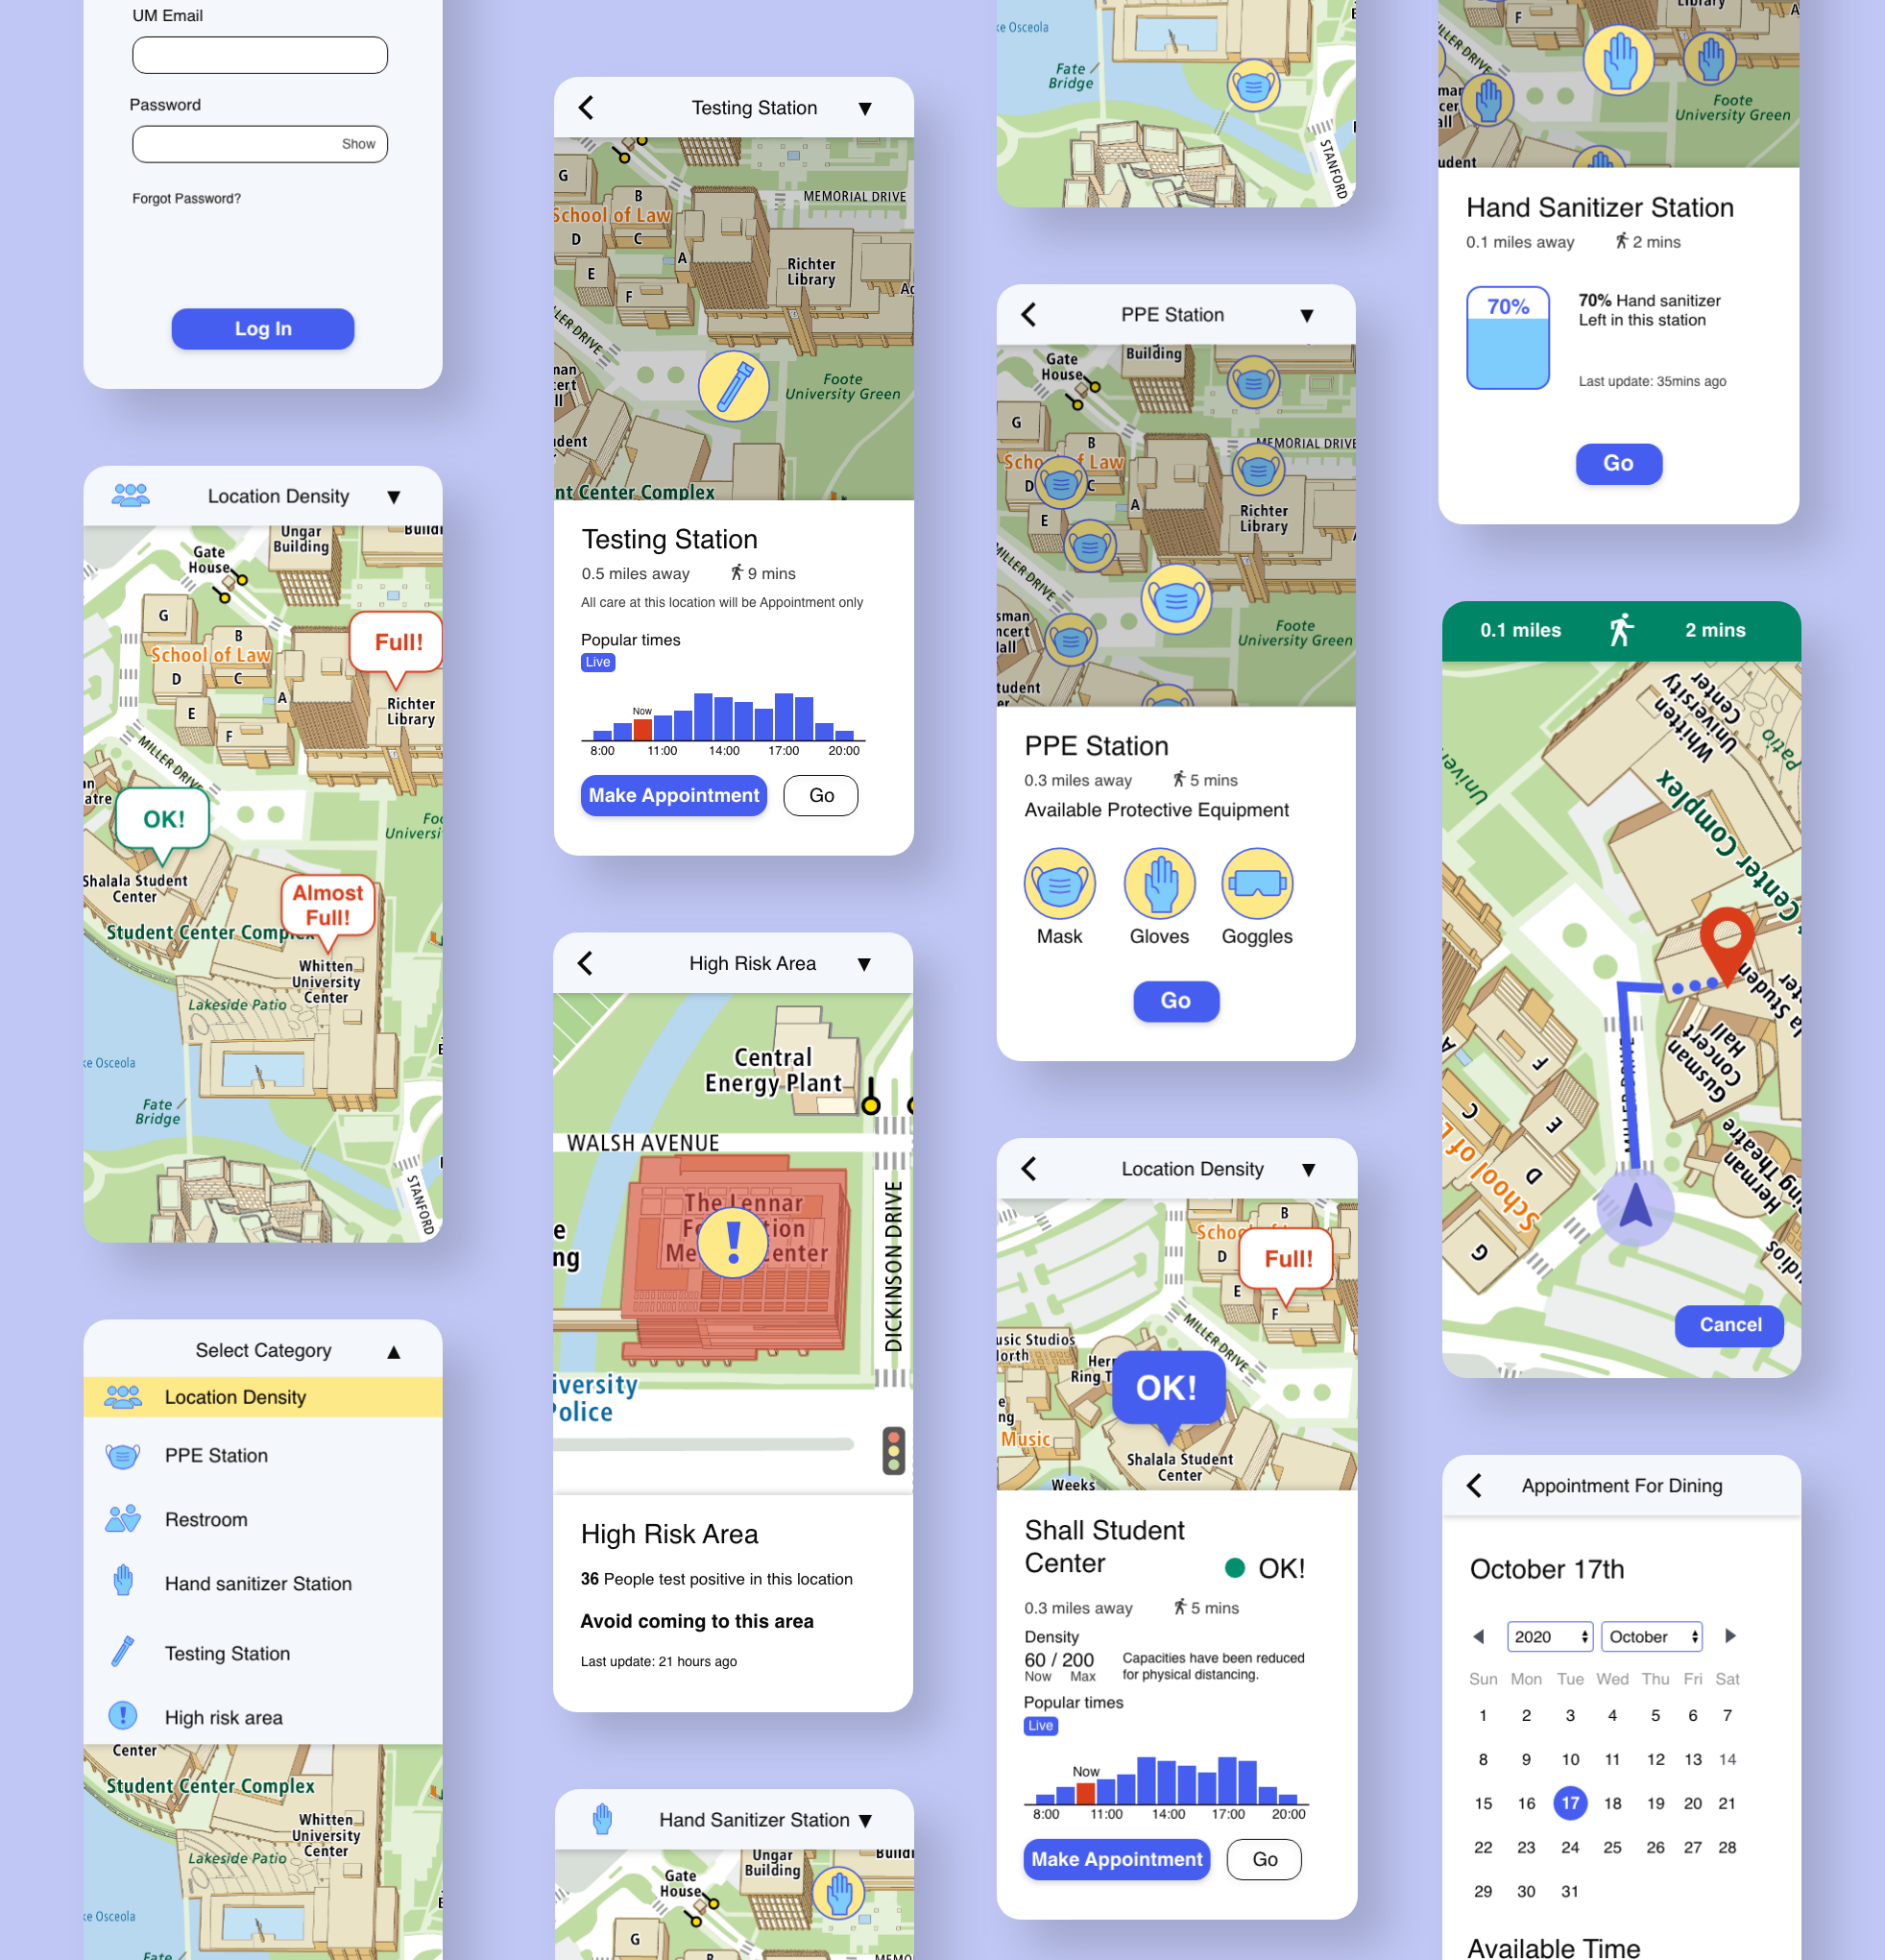 UM Email
Password
Show
Forgot Password?
Log In
Location Density
▼
Ungar
Building
Gate
House
G
B
School of Law
D
C
A
E
F
Full!
Richter
Library
MILLER DRIVE
OK!
Shalala Student
Center
Almost
Full!
Student Center
Whitten
University
Center
Lakeside Patio
Fate
Bridge
STANFORD
Select Category
▲
Location Density
PPE Station
Restroom
Hand sanitizer Station
Testing Station
High risk area
Center
Student Center Complex
Whitten
University
Center
Lakeside Patio
Testing Station
▼
G
B
School of Law
D
C
E
A
F
MEMORIAL DRIVE
Richter
Library
Foote
University Green
nt Center Complex
Testing Station
0.5 miles away
9 mins
All care at this location will be Appointment only
Popular times
Live
Now
8:00 11:00 14:00 17:00 20:00
Make Appointment
Go
High Risk Area
▼
Central
Energy Plant
WALSH AVENUE
The Lennar
DICKINSON DRIVE
iversity
Police
High Risk Area
36 People test positive in this location
Avoid coming to this area
Last update: 21 hours ago
Hand Sanitizer Station
▼
Ungar
Building
Gate
House
G
B
ke Osceola
Fate
Bridge
STANFORD
PPE Station
▼
Building
Gate
House
G
B
MEMORIAL DRIVE
Law
D
C
A
E
Richter
Library
MILLER DRIVE
Foote
University Green
PPE Station
0.3 miles away
5 mins
Available Protective Equipment
Mask
Gloves
Goggles
Go
Location Density
▼
B
D
E
F
Full!
MILLER DRIVE
OK!
Music
Shalala Student
Center
Weeks
Shall Student
Center
OK!
0.3 miles away
5 mins
Density
60 / 200
Now Max
Capacities have been reduced
for physical distancing.
Popular times
Live
Now
8:00 11:00 14:00 17:00 20:00
Make Appointment
Go
F
Library
Foote
University Green
Hand Sanitizer Station
0.1 miles away
2 mins
70%
70% Hand sanitizer
Left in this station
Last update: 35mins ago
Go
0.1 miles
2 mins
Whitten
University
Center
Center Complex
Gusman
Concert
Hall
MILLER DRIVE
F
E
D
C
G
School of
Herman
Ring Theatre
Cancel
Appointment For Dining
October 17th
2020
October
Sun Mon Tue Wed Thu Fri Sat
1 2 3 4 5 6 7
8 9 10 11 12 13 14
15 16 17 18 19 20 21
22 23 24 25 26 27 28
29 30 31
Available Time